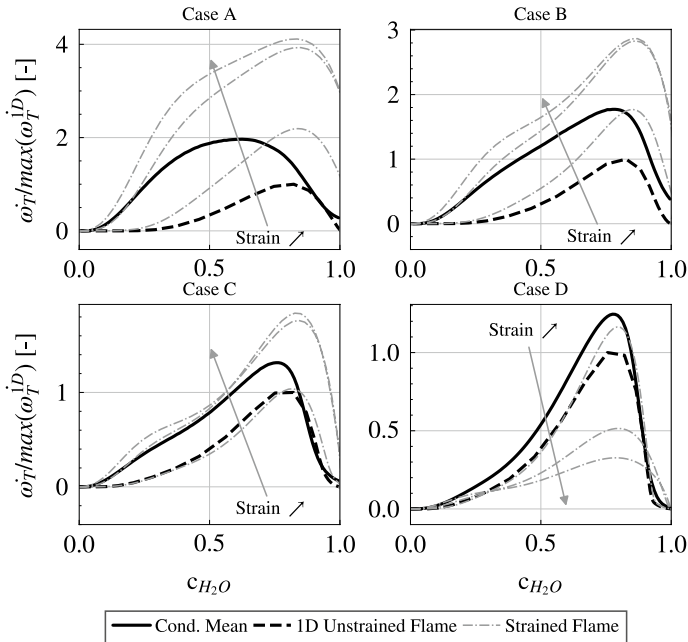 Case A
Case B
4
2
0
ω̇_T/max(ω̇_T^{1D}) [-]
Strain ↗
0.0
0.5
1.0
3
2
1
0
Strain ↗
0.0
0.5
1.0
Case C
Case D
1
0
ω̇_T/max(ω̇_T^{1D}) [-]
Strain ↗
0.0
0.5
1.0
c_{H_2O}
1.0
0.5
0.0
Strain ↗
0.0
0.5
1.0
c_{H_2O}
Cond. Mean
1D Unstrained Flame
Strained Flame